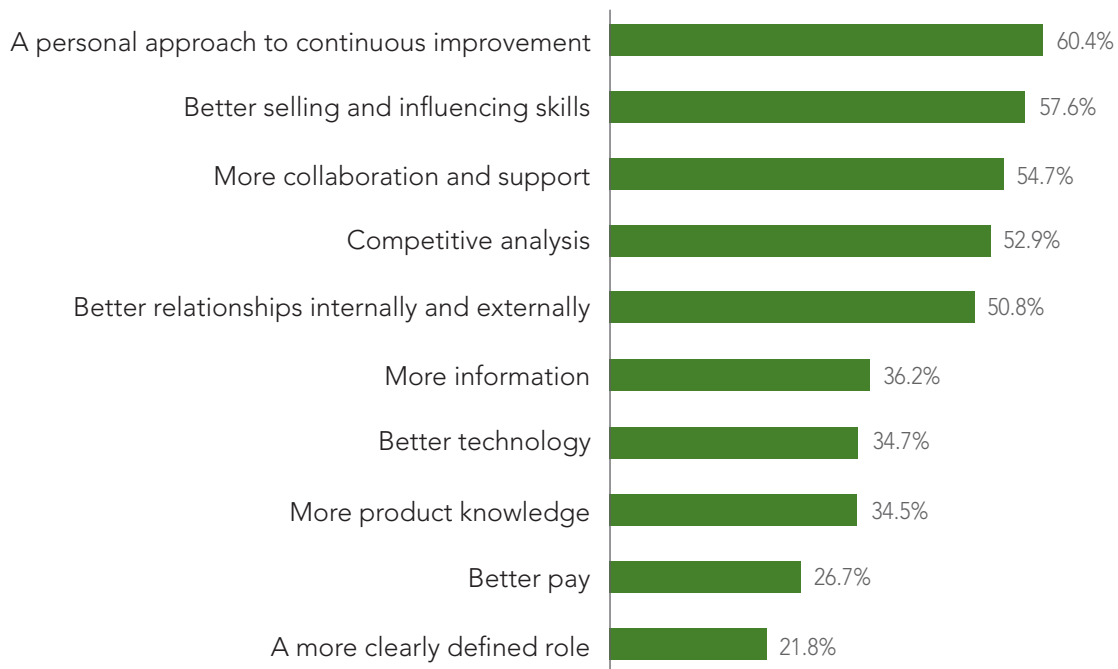 A personal approach to continuous improvement 60.4%
Better selling and influencing skills 57.6%
More collaboration and support 54.7%
Competitive analysis 52.9%
Better relationships internally and externally 50.8%
More information 36.2%
Better technology 34.7%
More product knowledge 34.5%
Better pay 26.7%
A more clearly defined role 21.8%